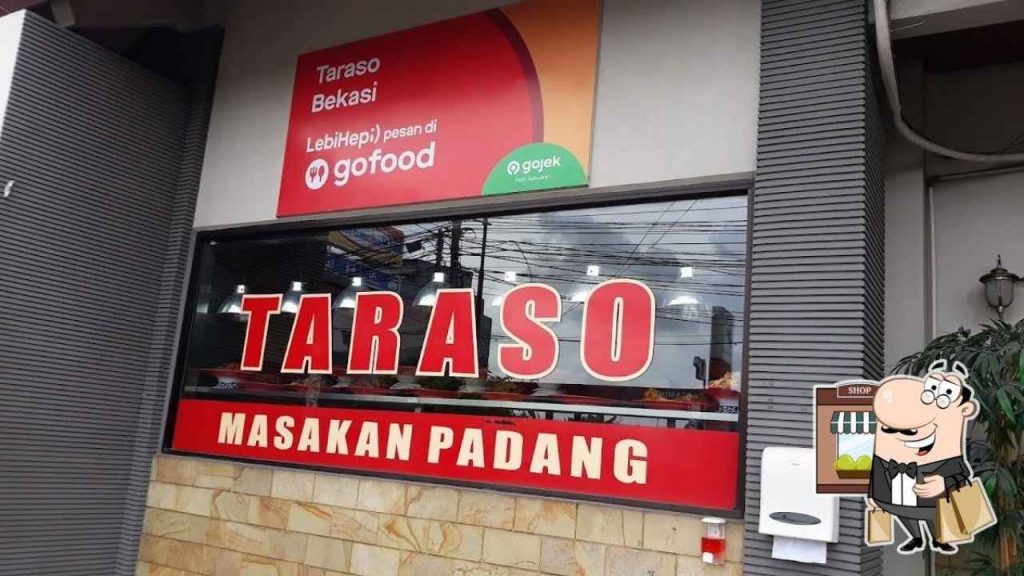 Taraso
Bekasi
LebiHepi;) pesan di
gofood
gojek
TARASO
MASAKAN PADANG
SHOP